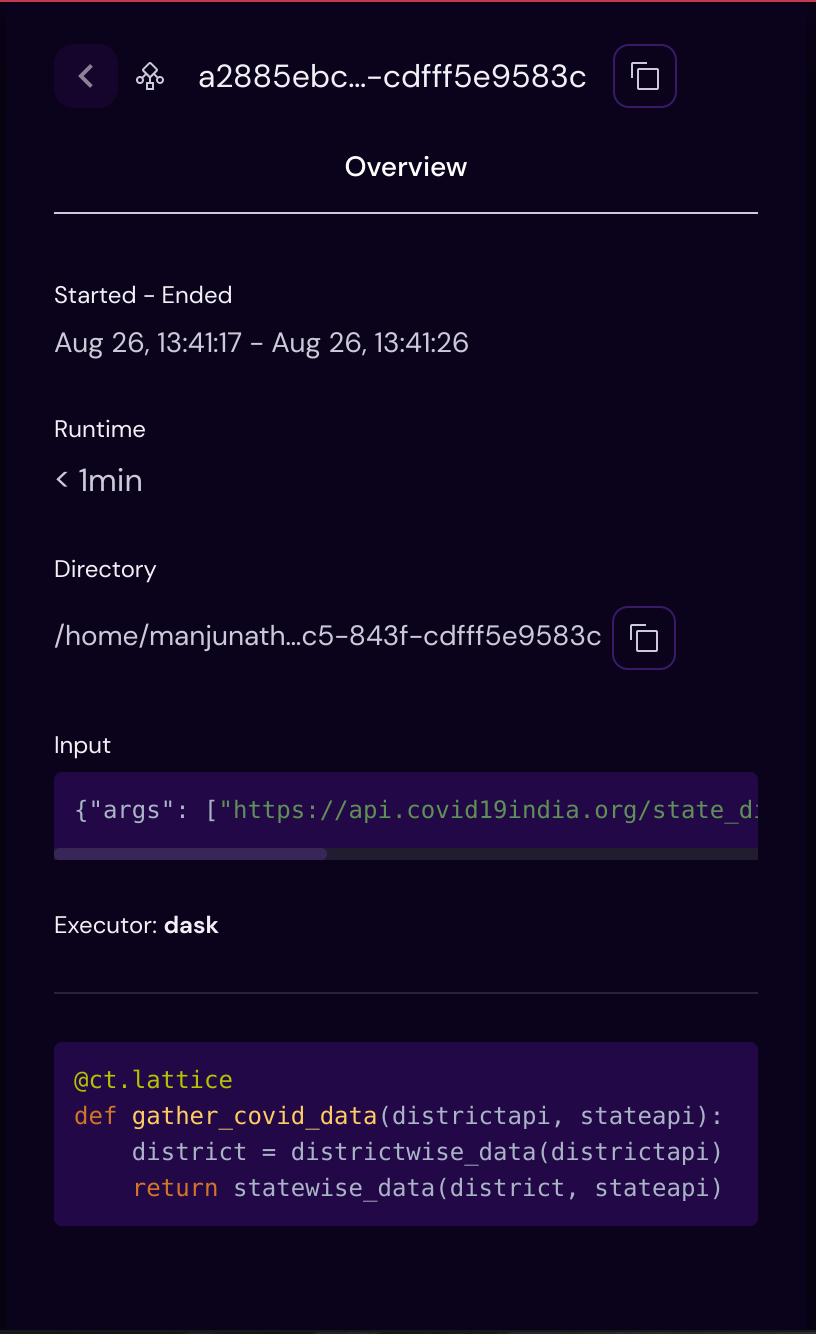 a2885ebc...-cdfff5e9583c
Overview
Started - Ended
Aug 26, 13:41:17 - Aug 26, 13:41:26
Runtime
< 1min
Directory
/home/manjunath...c5-843f-cdfff5e9583c
Input
{"args": ["https://api.covid19india.org/state_di
Executor: dask
@ct.lattice
def gather_covid_data(districtapi, stateapi):
    district = districtwise_data(districtapi)
    return statewise_data(district, stateapi)